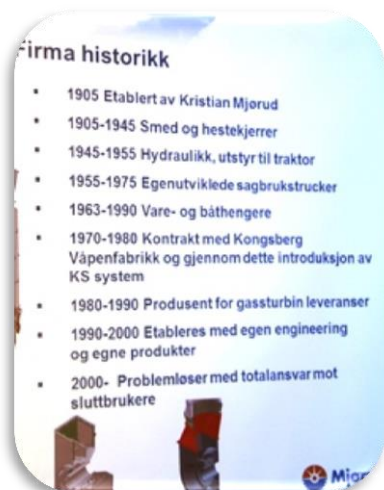 Firma historikk
1905 Etablert av Kristian Mjørud
1905-1945 Smed og hestekjerrer
1945-1955 Hydraulikk, utstyr til traktor
1955-1975 Egenutviklede sagbrukstrucker
1963-1990 Vare- og båthengere
1970-1980 Kontrakt med Kongsberg
Våpenfabrikk og gjennom dette introduksjon av
KS system
1980-1990 Produsent for gassturbin leveranser
1990-2000 Etableres med egen engineering
og egne produkter
2000- Problemløser med totalansvar mot
sluttbrukere